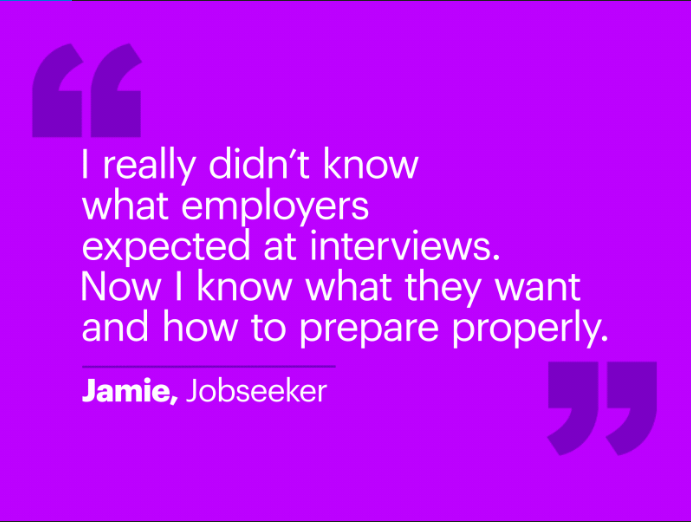 “
I really didn’t know
what employers
expected at interviews.
Now I know what they want
and how to prepare properly.
Jamie, Jobseeker
”